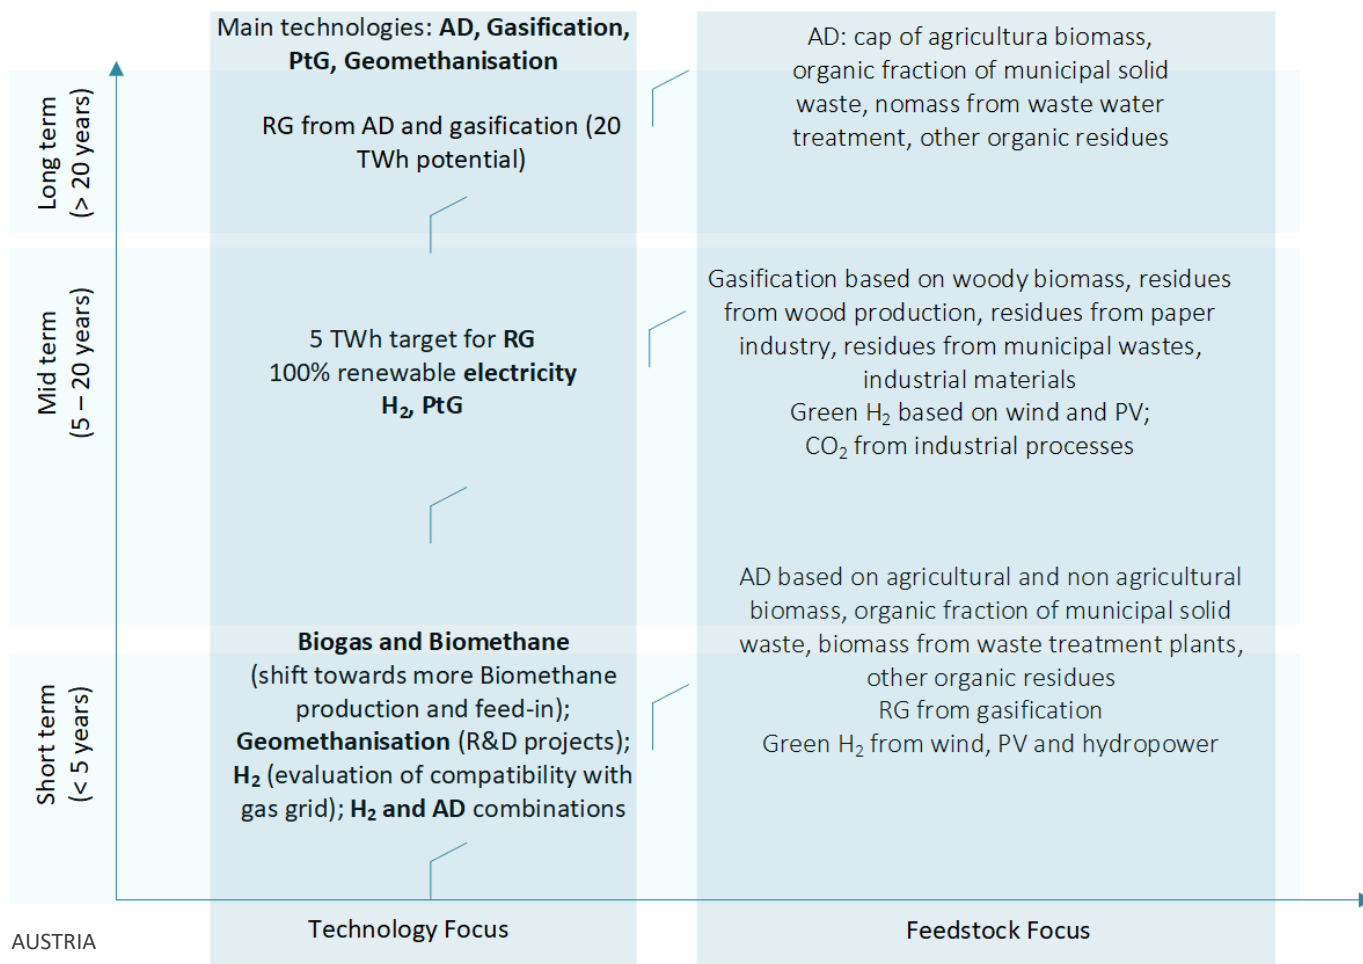 Main technologies: AD, Gasification,
PtG, Geomethanisation
RG from AD and gasification (20
TWh potential)
AD: cap of agricultura biomass,
organic fraction of municipal solid
waste, nomass from waste water
treatment, other organic residues
Long term
(> 20 years)
5 TWh target for RG
100% renewable electricity
H₂, PtG
Gasification based on woody biomass, residues
from wood production, residues from paper
industry, residues from municipal wastes,
industrial materials
Green H₂ based on wind and PV;
CO₂ from industrial processes
Mid term
(5 – 20 years)
Biogas and Biomethane
(shift towards more Biomethane
production and feed-in);
Geomethanisation (R&D projects);
H₂ (evaluation of compatibility with
gas grid); H₂ and AD combinations
AD based on agricultural and non agricultural
biomass, organic fraction of municipal solid
waste, biomass from waste treatment plants,
other organic residues
RG from gasification
Green H₂ from wind, PV and hydropower
Short term
(< 5 years)
Technology Focus
Feedstock Focus
AUSTRIA